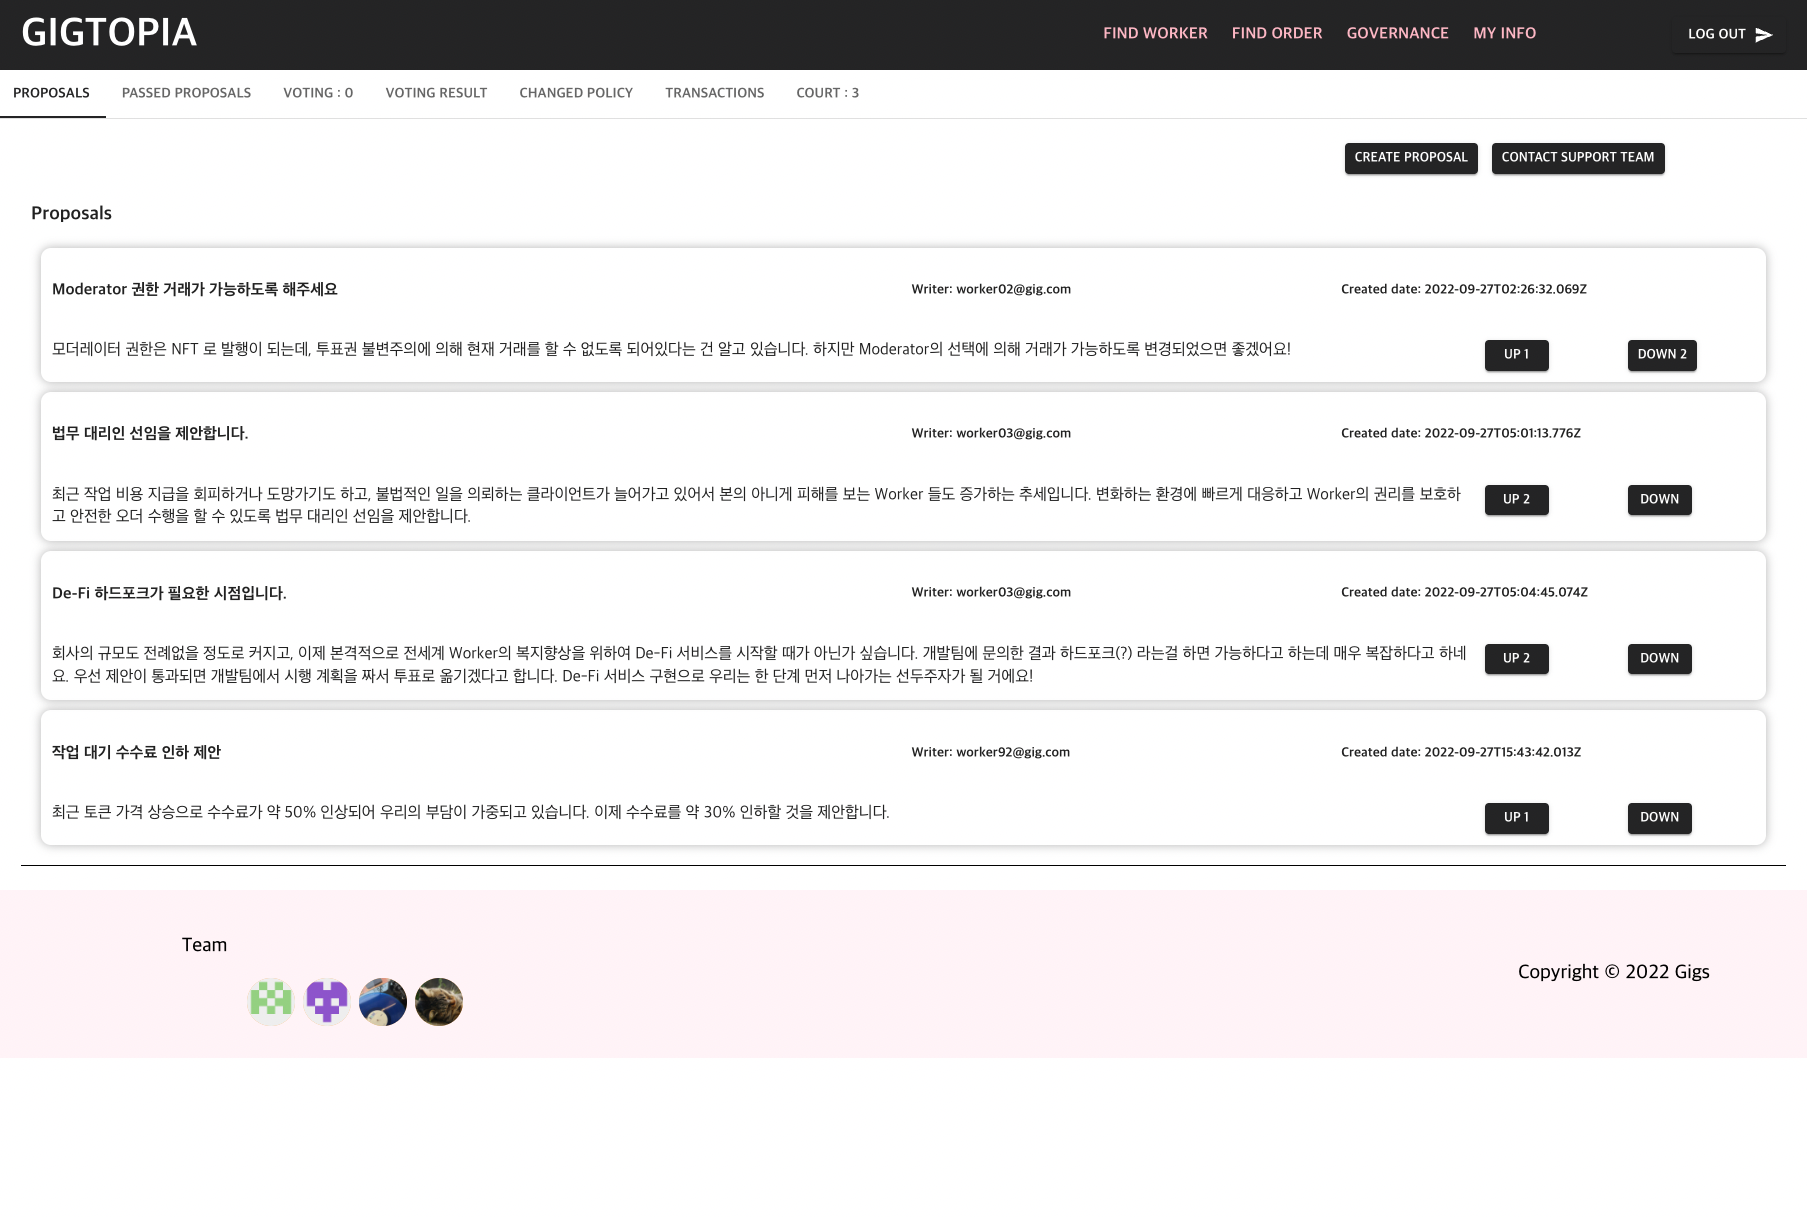 GIGTOPIA
FIND WORKER FIND ORDER GOVERNANCE MY INFO LOG OUT
PROPOSALS PASSED PROPOSALS VOTING : 0 VOTING RESULT CHANGED POLICY TRANSACTIONS COURT : 3
CREATE PROPOSAL CONTACT SUPPORT TEAM
Proposals
Moderator 권한 거래가 가능하도록 해주세요 Writer: worker02@gig.com Created date: 2022-09-27T02:26:32.069Z
모더레이터 권한은 NFT 로 발행이 되는데, 투표권 불변주의에 의해 현재 거래를 할 수 없도록 되어있다는 건 알고 있습니다. 하지만 Moderator의 선택에 의해 거래가 가능하도록 변경되었으면 좋겠어요! UP 1 DOWN 2
법무 대리인 선임을 제안합니다. Writer: worker03@gig.com Created date: 2022-09-27T05:01:13.776Z
최근 작업 비용 지급을 회피하거나 도망가기도 하고, 불법적인 일을 의뢰하는 클라이언트가 늘어가고 있어서 본의 아니게 피해를 보는 Worker 들도 증가하는 추세입니다. 변화하는 환경에 빠르게 대응하고 Worker의 권리를 보호하 UP 2 DOWN
고 안전한 오더 수행을 할 수 있도록 법무 대리인 선임을 제안합니다.
De-Fi 하드포크가 필요한 시점입니다. Writer: worker03@gig.com Created date: 2022-09-27T05:04:45.074Z
회사의 규모도 전례없을 정도로 커지고, 이제 본격적으로 전세계 Worker의 복지향상을 위하여 De-Fi 서비스를 시작할 때가 아닌가 싶습니다. 개발팀에 문의한 결과 하드포크(?) 라는걸 하면 가능하다고 하는데 매우 복잡하다고 하네 UP 2 DOWN
요. 우선 제안이 통과되면 개발팀에서 시행 계획을 짜서 투표로 옮기겠다고 합니다. De-Fi 서비스 구현으로 우리는 한 단계 먼저 나아가는 선두주자가 될 거에요!
작업 대기 수수료 인하 제안 Writer: worker92@gig.com Created date: 2022-09-27T15:43:42.013Z
최근 토큰 가격 상승으로 수수료가 약 50% 인상되어 우리의 부담이 가중되고 있습니다. 이제 수수료를 약 30% 인하할 것을 제안합니다. UP 1 DOWN
Team
Copyright © 2022 Gigs